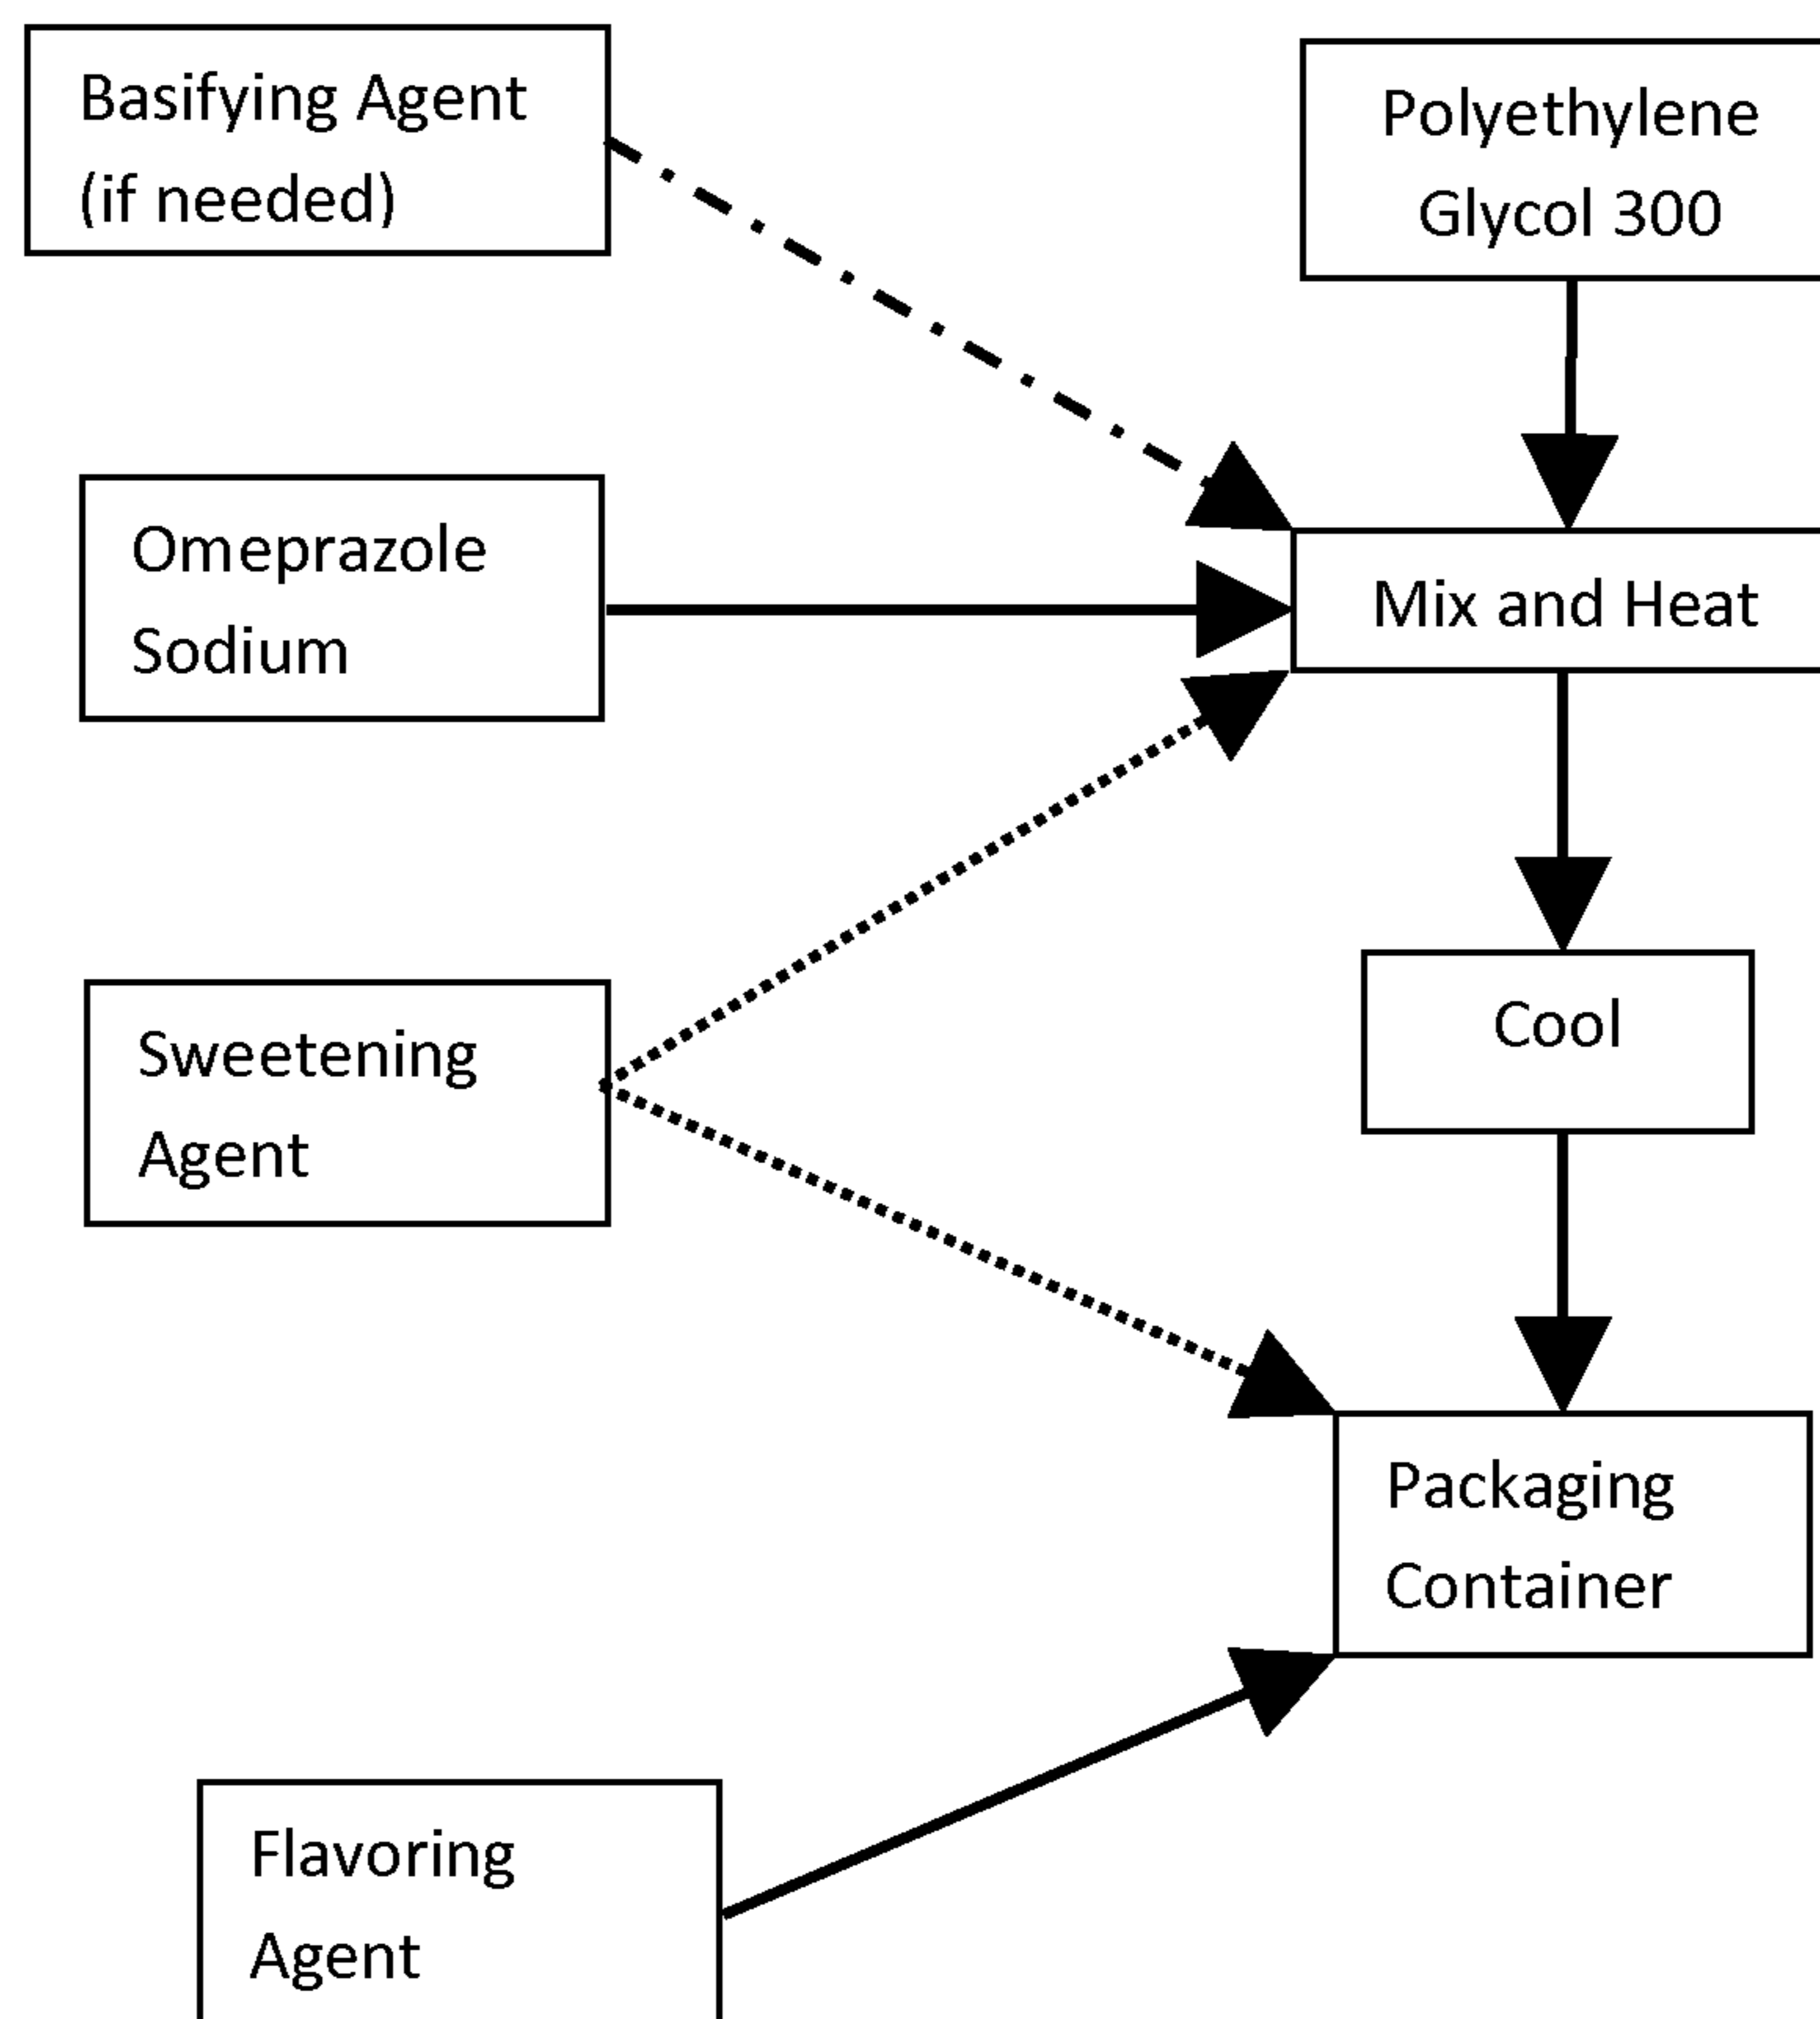 Basifying Agent
(if needed)
Polyethylene
Glycol 300
Omeprazole
Sodium
Mix and Heat
Sweetening
Agent
Cool
Packaging
Container
Flavoring
Agent